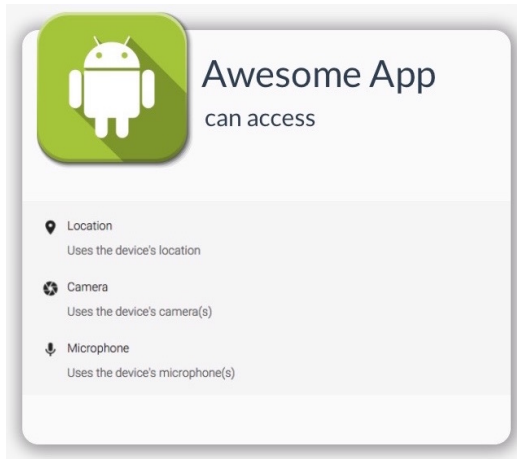 Awesome App
can access
Location
Uses the device's location
Camera
Uses the device's camera(s)
Microphone
Uses the device's microphone(s)